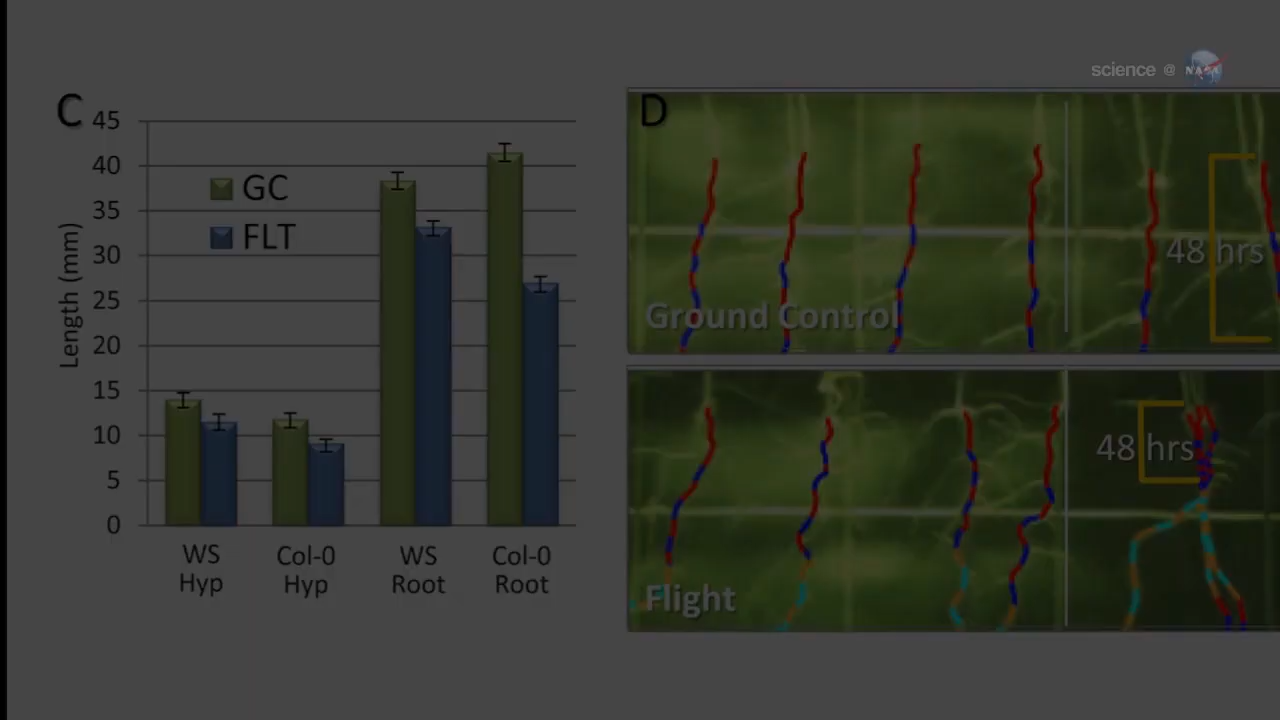 science @ NASA
C
45
40
35
30
25
20
15
10
5
0
Length (mm)
GC
FLT
WS
Hyp
Col-0
Hyp
WS
Root
Col-0
Root
D
48 hrs
Ground Control
48 hrs
Flight